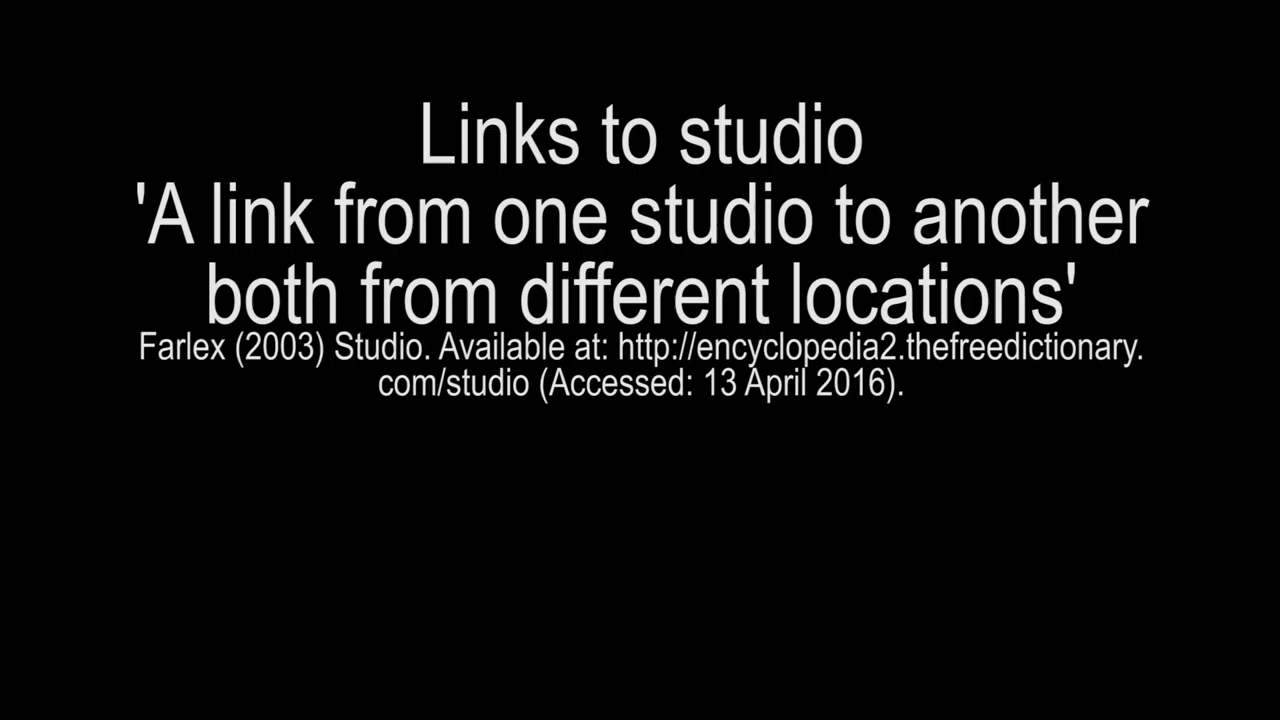 Links to studio
'A link from one studio to another
both from different locations'
Farlex (2003) Studio. Available at: http://encyclopedia2.thefreedictionary.
com/studio (Accessed: 13 April 2016).